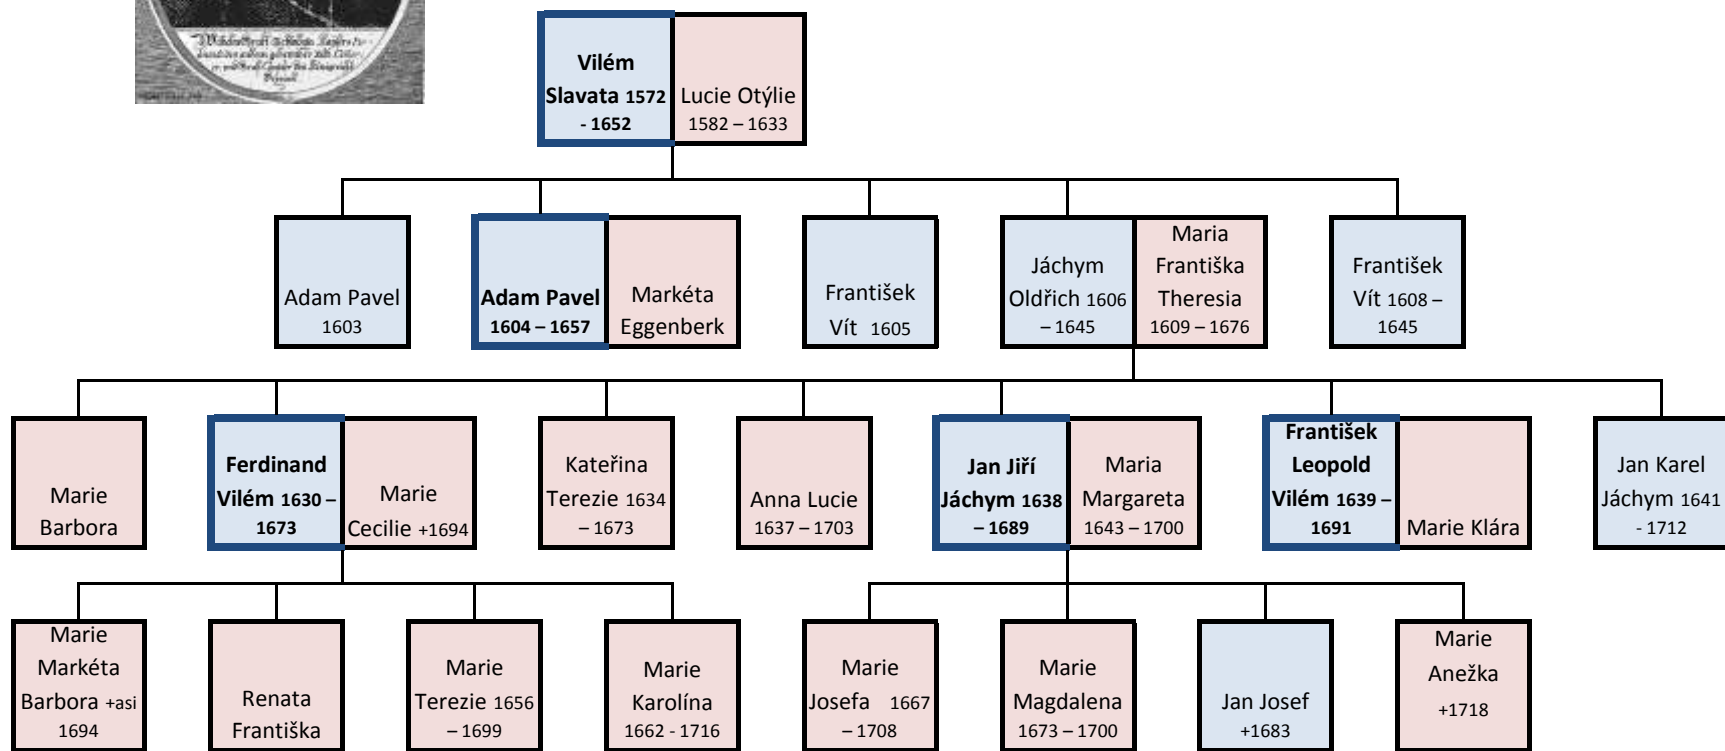 Vilém
Slavata 1572
- 1652
Lucie Otýlie
1582 – 1633
Adam Pavel
1603
Adam Pavel
1604 – 1657
Markéta
Eggenberk
František
Vít 1605
Jáchym
Oldřich 1606
– 1645
Maria
Františka
Theresia
1609 – 1676
František
Vít 1608 –
1645
Marie
Barbora
Ferdinand
Vilém 1630 –
1673
Marie
Cecilie +1694
Kateřina
Terezie 1634
– 1673
Anna Lucie
1637 – 1703
Jan Jiří
Jáchym 1638
– 1689
Maria
Margareta
1643 – 1700
František
Leopold
Vilém 1639 –
1691
Marie Klára
Jan Karel
Jáchym 1641
- 1712
Marie
Markéta
Barbora +asi
1694
Renata
Františka
Marie
Terezie 1656
– 1699
Marie
Karolína
1662 - 1716
Marie
Josefa 1667
– 1708
Marie
Magdalena
1673 – 1700
Jan Josef
+1683
Marie
Anežka
+1718